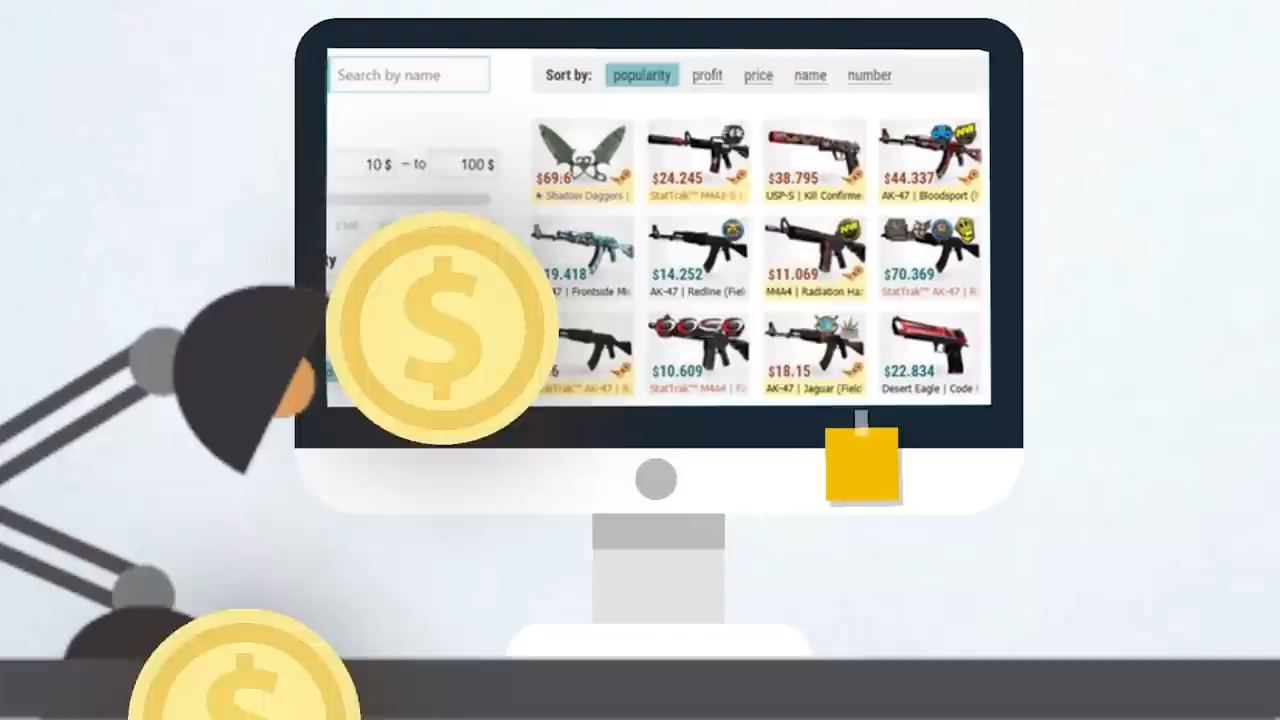 Search by name
Sort by: popularity profit price name number
10 $ – to 100 $
$69.6
★ Shadow Daggers |
$24.245
StatTrak™ M4A1-S |
$38.795
USP-S | Kill Confirme
$44.337
AK-47 | Bloodsport (
19.418
47 | Frontside Mi
$14.252
AK-47 | Redline (Fiel
$11.069
M4A4 | Radiation Ha
$70.369
StatTrak™ AK-47 | R
6
AK-47 |
$10.609
StatTrak™ M4A4 |
$18.15
AK-47 | Jaguar (Field
$22.834
Desert Eagle | Code
$
$